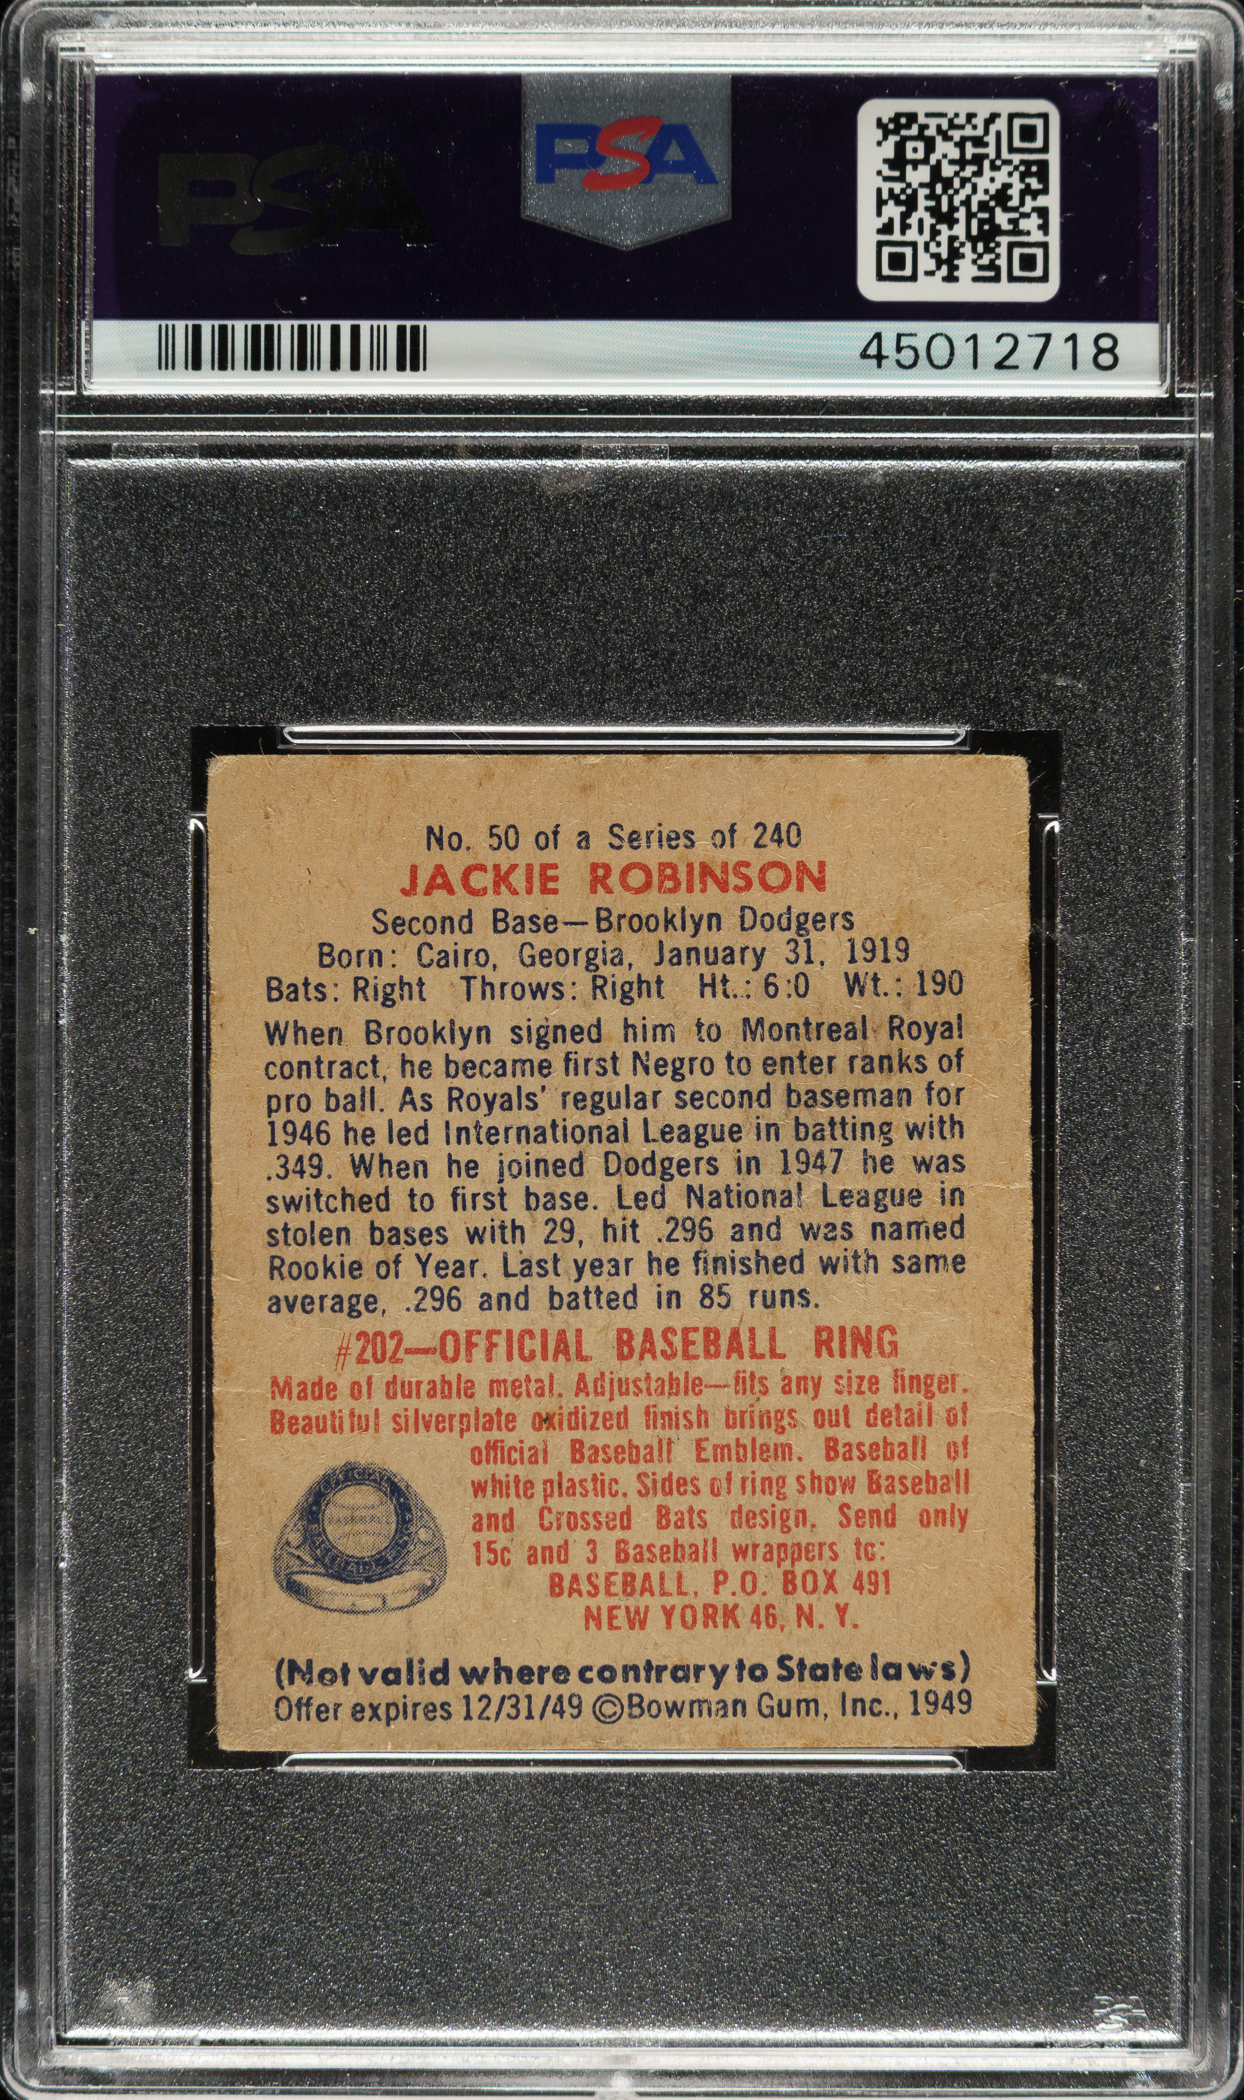 PSA
PSA
45012718
No. 50 of a Series of 240
JACKIE ROBINSON
Second Base—Brooklyn Dodgers
Born: Cairo, Georgia, January 31, 1919
Bats: Right Throws: Right Ht.: 6:0 Wt.: 190
When Brooklyn signed him to Montreal Royal
contract, he became first Negro to enter ranks of
pro ball. As Royals' regular second baseman for
1946 he led International League in batting with
.349. When he joined Dodgers in 1947 he was
switched to first base. Led National League in
stolen bases with 29, hit .296 and was named
Rookie of Year. Last year he finished with same
average, .296 and batted in 85 runs.
#202—OFFICIAL BASEBALL RING
Made of durable metal. Adjustable—fits any size finger.
Beautiful silverplate oxidized finish brings out detail of
official Baseball Emblem. Baseball of
white plastic. Sides of ring show Baseball
and Crossed Bats design. Send only
15c and 3 Baseball wrappers to:
BASEBALL, P.O. BOX 491
NEW YORK 46, N. Y.
(Not valid where contrary to State laws)
Offer expires 12/31/49 ©Bowman Gum, Inc., 1949
PSA